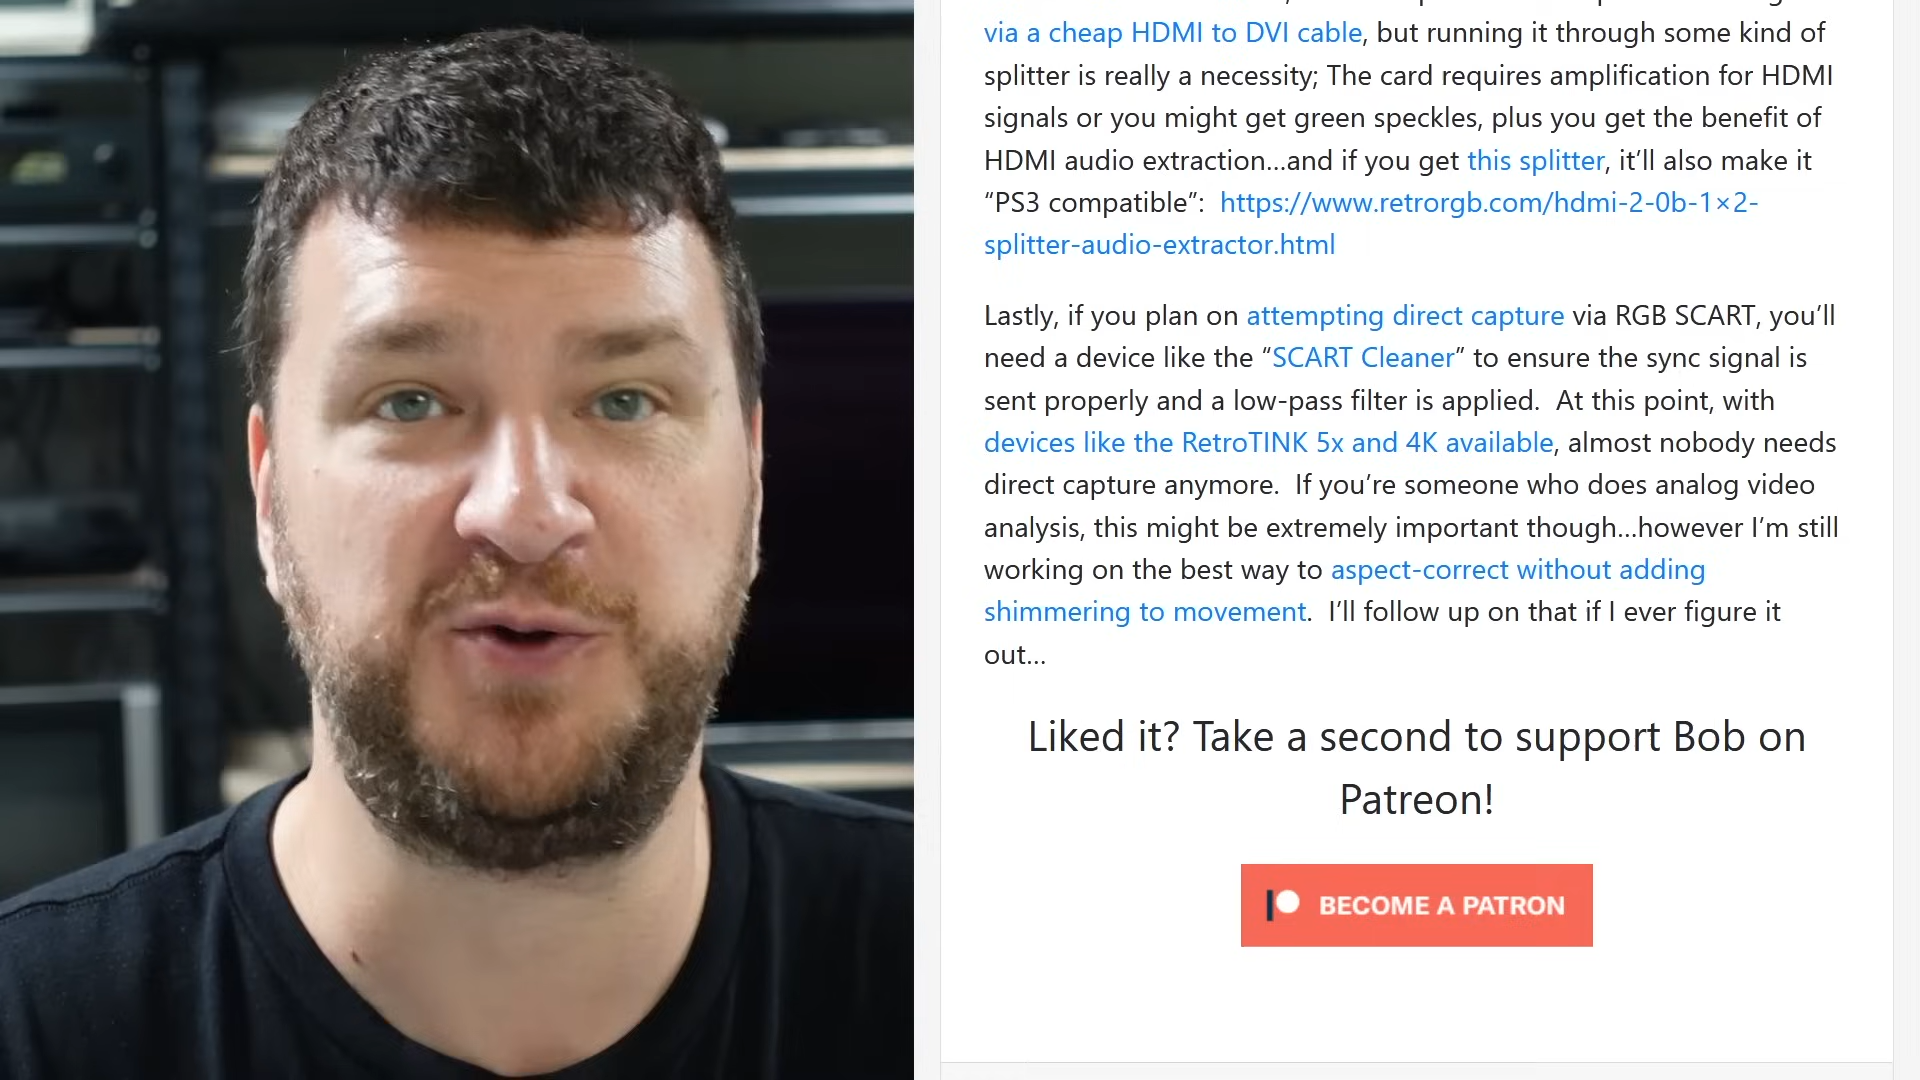 via a cheap HDMI to DVI cable, but running it through some kind of
splitter is really a necessity; The card requires amplification for HDMI
signals or you might get green speckles, plus you get the benefit of
HDMI audio extraction…and if you get this splitter, it’ll also make it
“PS3 compatible”:  https://www.retrorgb.com/hdmi-2-0b-1×2-
splitter-audio-extractor.html
Lastly, if you plan on attempting direct capture via RGB SCART, you’ll
need a device like the “SCART Cleaner” to ensure the sync signal is
sent properly and a low-pass filter is applied.  At this point, with
devices like the RetroTINK 5x and 4K available, almost nobody needs
direct capture anymore.  If you’re someone who does analog video
analysis, this might be extremely important though…however I’m still
working on the best way to aspect-correct without adding
shimmering to movement.  I’ll follow up on that if I ever figure it
out…
Liked it? Take a second to support Bob on
Patreon!
BECOME A PATRON